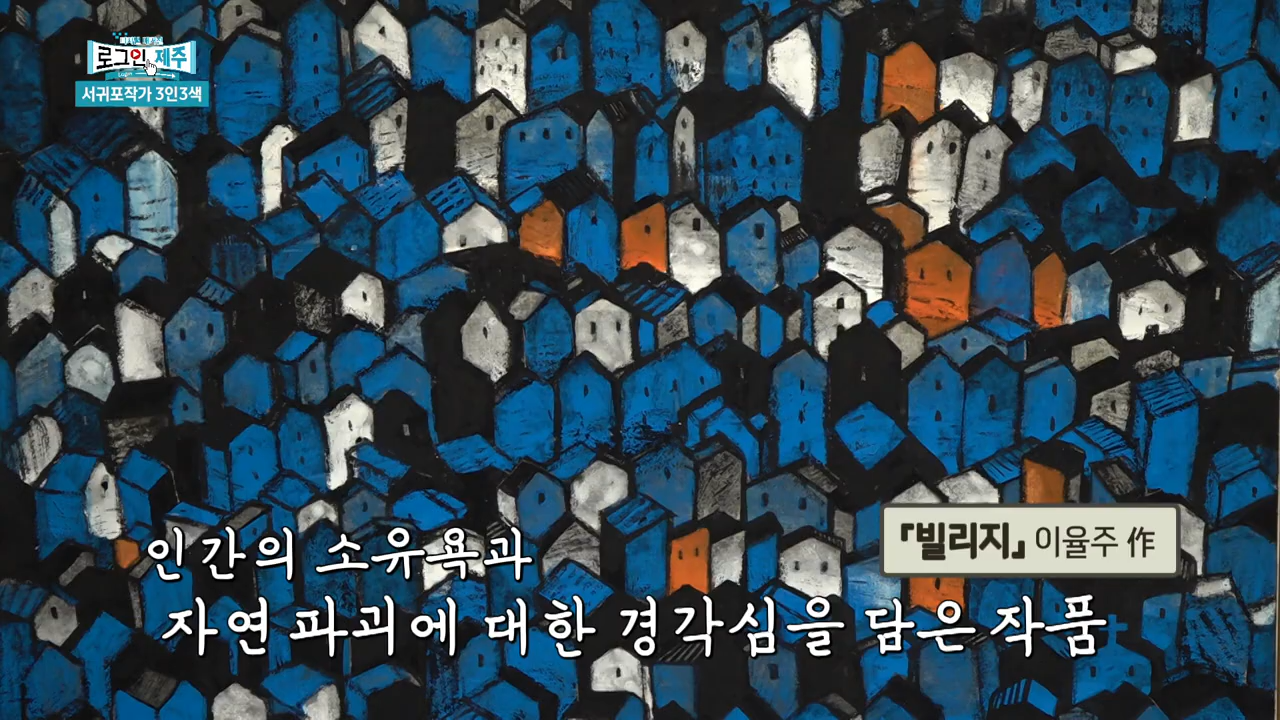 로그인 제주
Login
서귀포작가 3인3색
「빌리지」 이율주 作
인간의 소유욕과
자연 파괴에 대한 경각심을 담은 작품